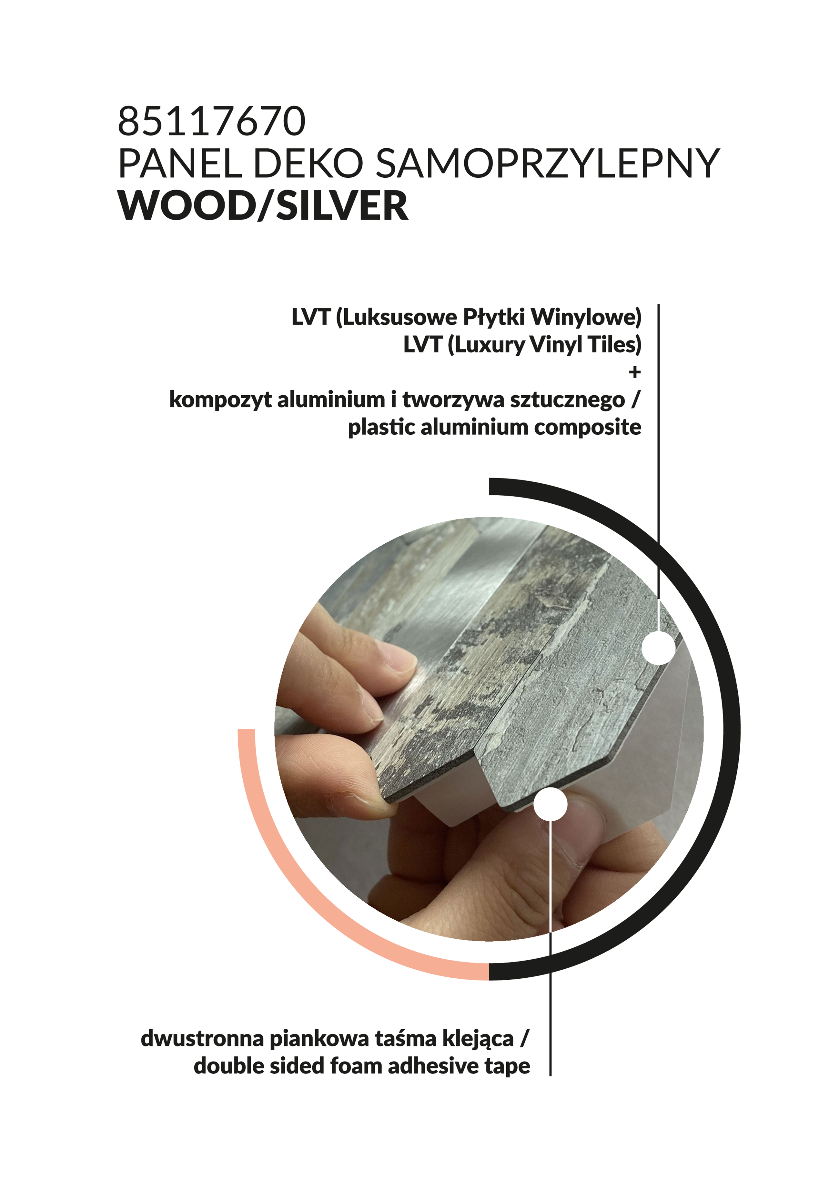 85117670
PANEL DEKO SAMOPRZYLEPNY
WOOD/SILVER
LVT (Luksusowe Płytki Winylowe)
LVT (Luxury Vinyl Tiles)
+
kompozyt aluminium i tworzywa sztucznego /
plastic aluminium composite
dwustronna piankowa taśma klejąca /
double sided foam adhesive tape